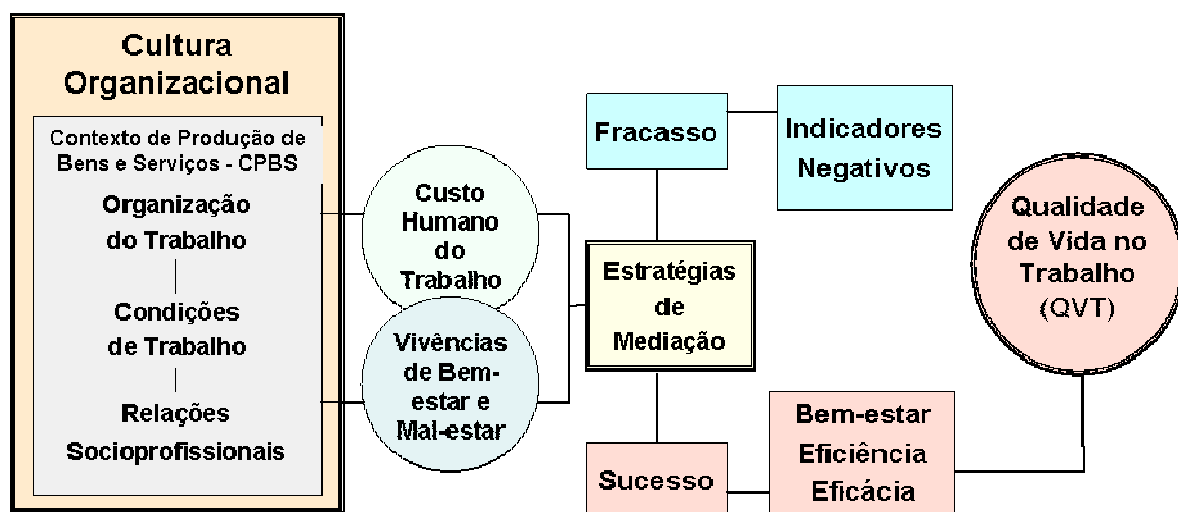 Cultura
Organizacional
Contexto de Produção de
Bens e Serviços - CPBS
Organização
do Trabalho
Condições
de Trabalho
Relações
Socioprofissionais
Custo
Humano
do
Trabalho
Vivências
de Bem-
estar e
Mal-estar
Fracasso
Indicadores
Negativos
Estratégias
de
Mediação
Sucesso
Bem-estar
Eficiência
Eficácia
Qualidade
de Vida no
Trabalho
(QVT)